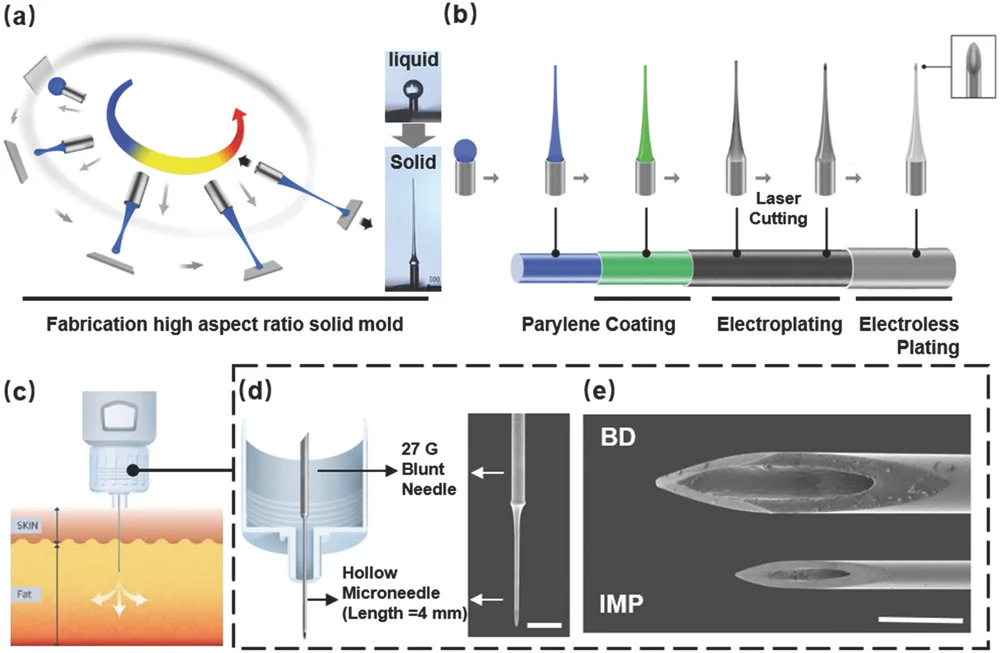 (a)
liquid
Solid
500
Fabrication high aspect ratio solid mold
(b)
Laser
Cutting
Parylene Coating
Electroplating
Electroless
Plating
(c)
SKIN
Fat
(d)
27 G
Blunt
Needle
Hollow
Microneedle
(Length =4 mm)
(e)
BD
IMP